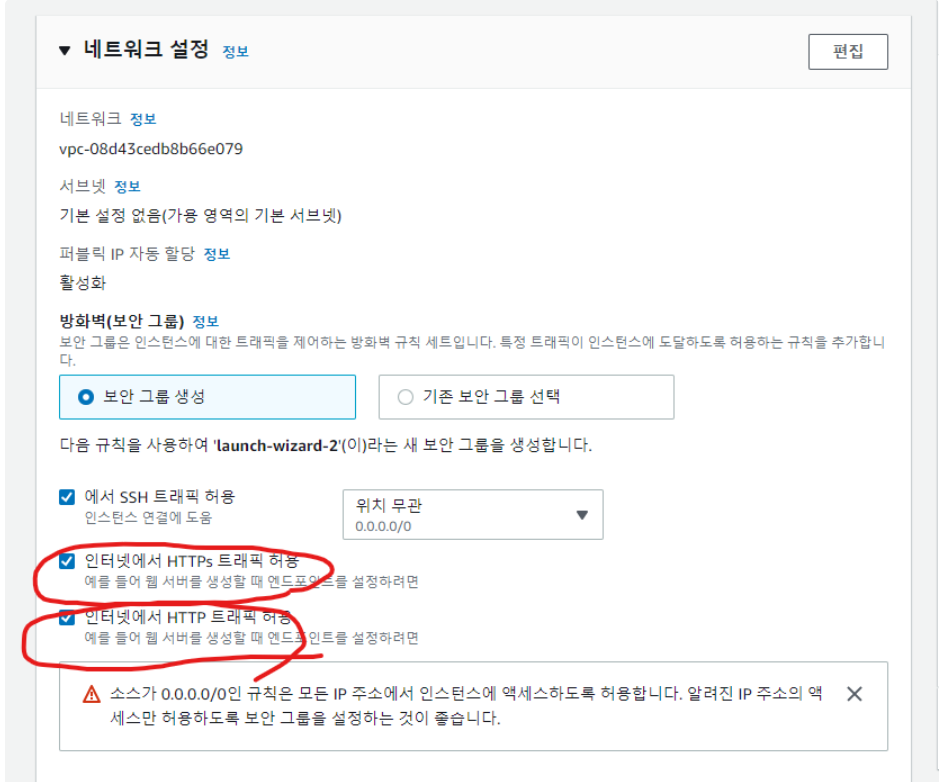 ▼ 네트워크 설정 정보
편집
네트워크 정보
vpc-08d43cedb8b66e079
서브넷 정보
기본 설정 없음(가용 영역의 기본 서브넷)
퍼블릭 IP 자동 할당 정보
활성화
방화벽(보안 그룹) 정보
보안 그룹은 인스턴스에 대한 트래픽을 제어하는 방화벽 규칙 세트입니다. 특정 트래픽이 인스턴스에 도달하도록 허용하는 규칙을 추가합니
다.
보안 그룹 생성
기존 보안 그룹 선택
다음 규칙을 사용하여 'launch-wizard-2'(이)라는 새 보안 그룹을 생성합니다.
에서 SSH 트래픽 허용
인스턴스 연결에 도움
위치 무관
0.0.0.0/0
인터넷에서 HTTPs 트래픽 허용
예를 들어 웹 서버를 생성할 때 엔드포인트를 설정하려면
인터넷에서 HTTP 트래픽 허용
예를 들어 웹 서버를 생성할 때 엔드포인트를 설정하려면
소스가 0.0.0.0/0인 규칙은 모든 IP 주소에서 인스턴스에 액세스하도록 허용합니다. 알려진 IP 주소의 액
세스만 허용하도록 보안 그룹을 설정하는 것이 좋습니다.